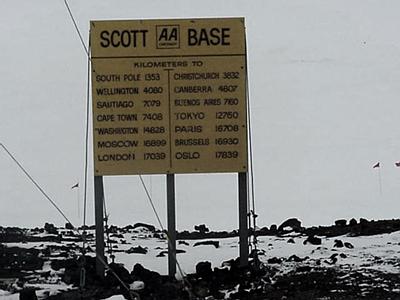 SCOTT AA BASE
KILOMETERS TO
SOUTH POLE 1353 CHRISTCHURCH 3832
WELLINGTON 4080 CANBERRA 4807
SANTIAGO 7079 BUENOS AIRES 7160
CAPE TOWN 7408 TOKYO 12760
WASHINGTON 14828 PARIS 16708
MOSCOW 16899 BRUSSELS 16930
LONDON 17039 OSLO 17839